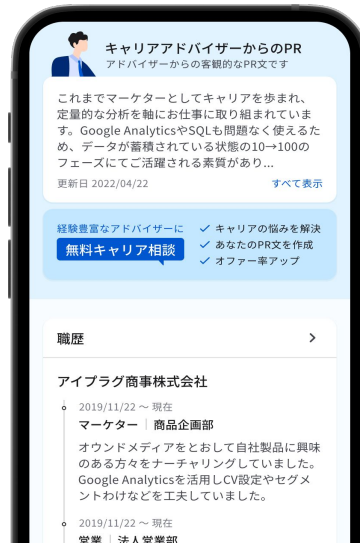 キャリアアドバイザーからのPR
アドバイザーからの客観的なPR文です
これまでマーケターとしてキャリアを歩まれ、
定量的な分析を軸にお仕事に取り組まれていま
す。Google AnalyticsやSQLも問題なく使えるた
め、データが蓄積されている状態の10→100の
フェーズにてご活躍される素質があり...
更新日 2022/04/22
すべて表示
経験豊富なアドバイザーに
無料キャリア相談
✓ キャリアの悩みを解決
✓ あなたのPR文を作成
✓ オファー率アップ
職歴
アイプラグ商事株式会社
2019/11/22 〜 現在
マーケター | 商品企画部
オウンドメディアをとおして自社製品に興味
のある方々をナーチャリングしていました。
Google Analyticsを活用しCV設定やセグメ
ントわけなどを工夫していました。
2019/11/22 〜 現在
営業 | 法人営業部